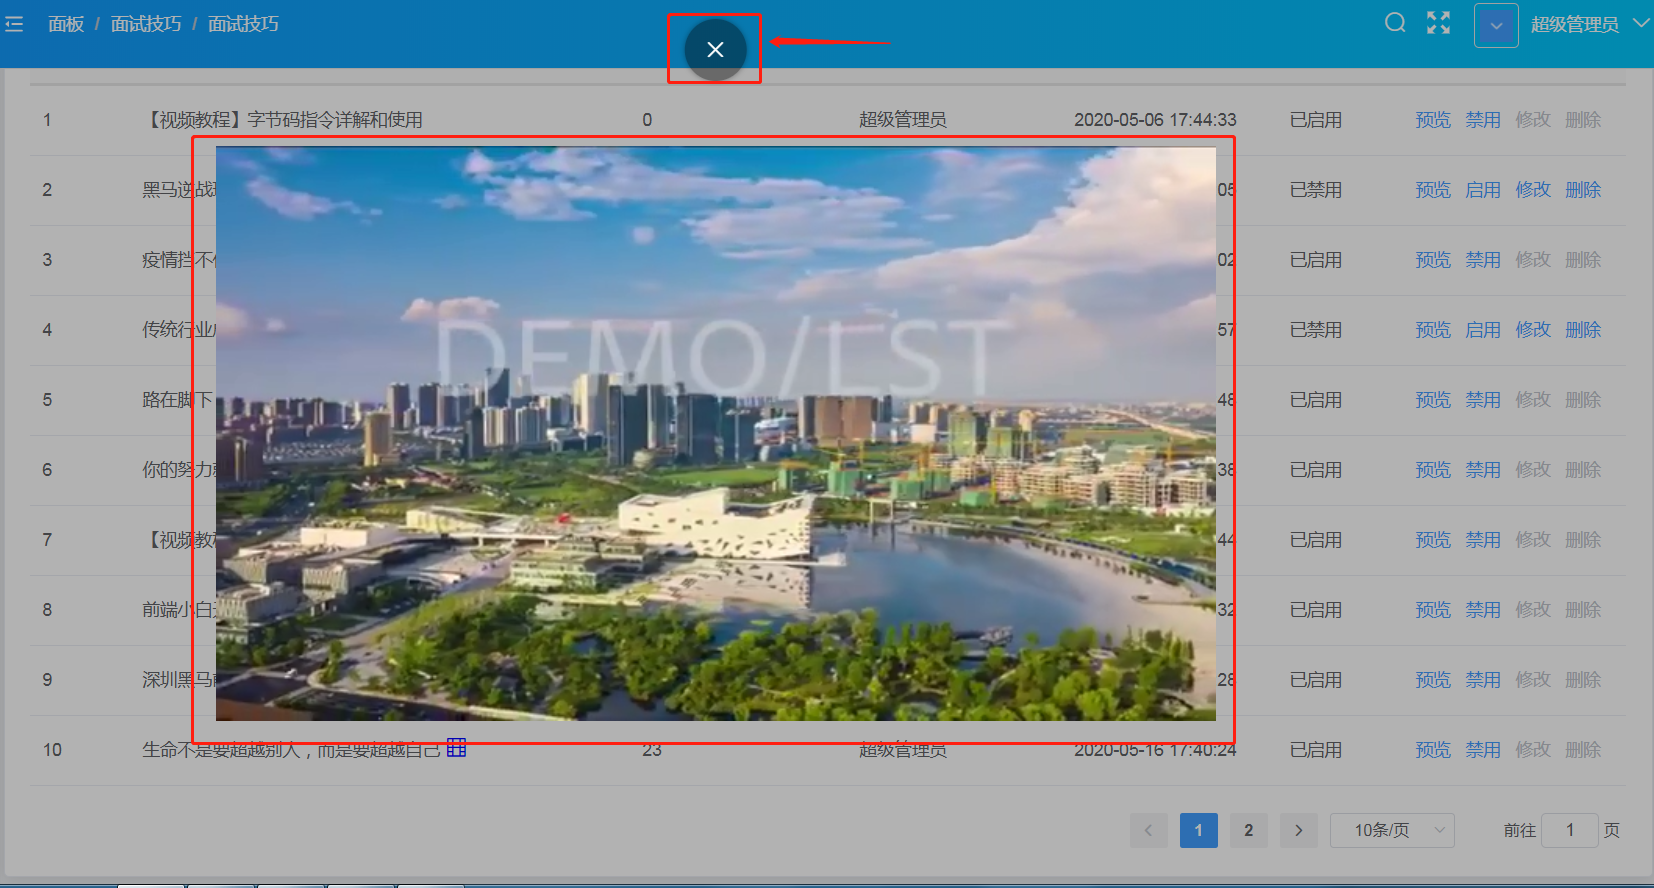 面板 / 面试技巧 / 面试技巧
超级管理员
1 【视频教程】字节码指令详解和使用 0 超级管理员 2020-05-06 17:44:33 已启用 预览 禁用 修改 删除
2 黑马逆战 05 已禁用 预览 启用 修改 删除
3 疫情挡不 02 已启用 预览 禁用 修改 删除
4 传统行业 57 已禁用 预览 启用 修改 删除
DEMO/LST
5 路在脚下 48 已启用 预览 禁用 修改 删除
6 你的努力 38 已启用 预览 禁用 修改 删除
7 【视频教 44 已启用 预览 禁用 修改 删除
8 前端小白 32 已启用 预览 禁用 修改 删除
9 深圳黑马 28 已启用 预览 禁用 修改 删除
10 生命不是要超越别人，而是要超越自己 23 超级管理员 2020-05-16 17:40:24 已启用 预览 禁用 修改 删除
1 2 10条/页 前往 1 页